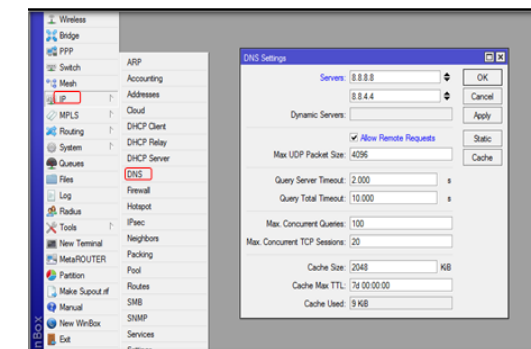 Wireless
Bridge
PPP
Switch
Mesh
IP
MPLS
Routing
System
Queues
Files
Log
Radius
Tools
New Terminal
MetaROUTER
Partition
Make Supout.rif
Manual
New WinBox
Exit
nBox
ARP
Accounting
Addresses
Cloud
DHCP Client
DHCP Relay
DHCP Server
DNS
Firewall
Hotspot
IPsec
Neighbors
Packing
Pool
Routes
SMB
SNMP
Services
Settings
DNS Settings
Servers: 8.8.8.8
8.8.4.4
Dynamic Servers:
Allow Remote Requests
Max UDP Packet Size: 4096
Query Server Timeout: 2.000 s
Query Total Timeout: 10.000 s
Max. Concurrent Queries: 100
Max. Concurrent TCP Sessions: 20
Cache Size: 2048 KiB
Cache Max TTL: 7d 00:00:00
Cache Used: 9 KiB
OK
Cancel
Apply
Static
Cache